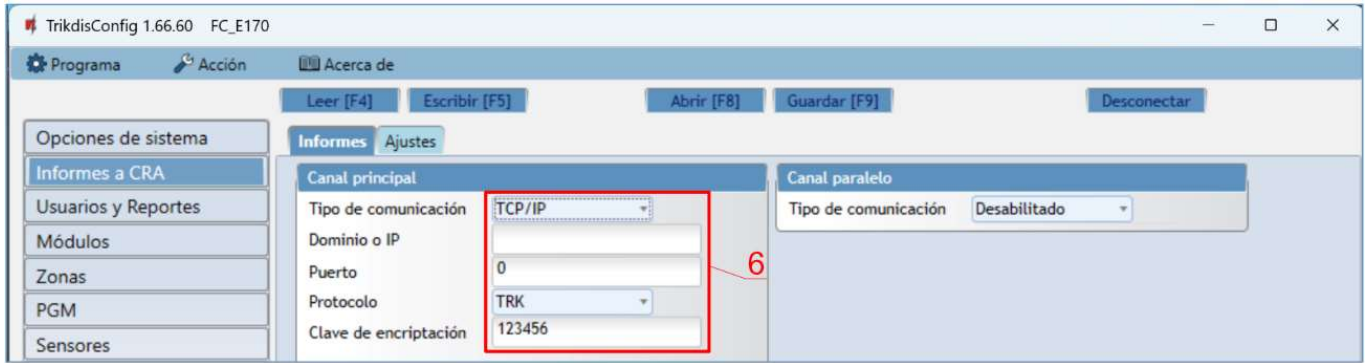 TrikdisConfig 1.66.60 FC_E170
Programa Acción Acerca de
Leer [F4] Escribir [F5] Abrir [F8] Guardar [F9] Desconectar
Opciones de sistema
Informes a CRA
Usuarios y Reportes
Módulos
Zonas
PGM
Sensores
Informes Ajustes
Canal principal
Tipo de comunicación TCP/IP
Dominio o IP
Puerto 0
Protocolo TRK
Clave de encriptación 123456
6
Canal paralelo
Tipo de comunicación Desabilitado